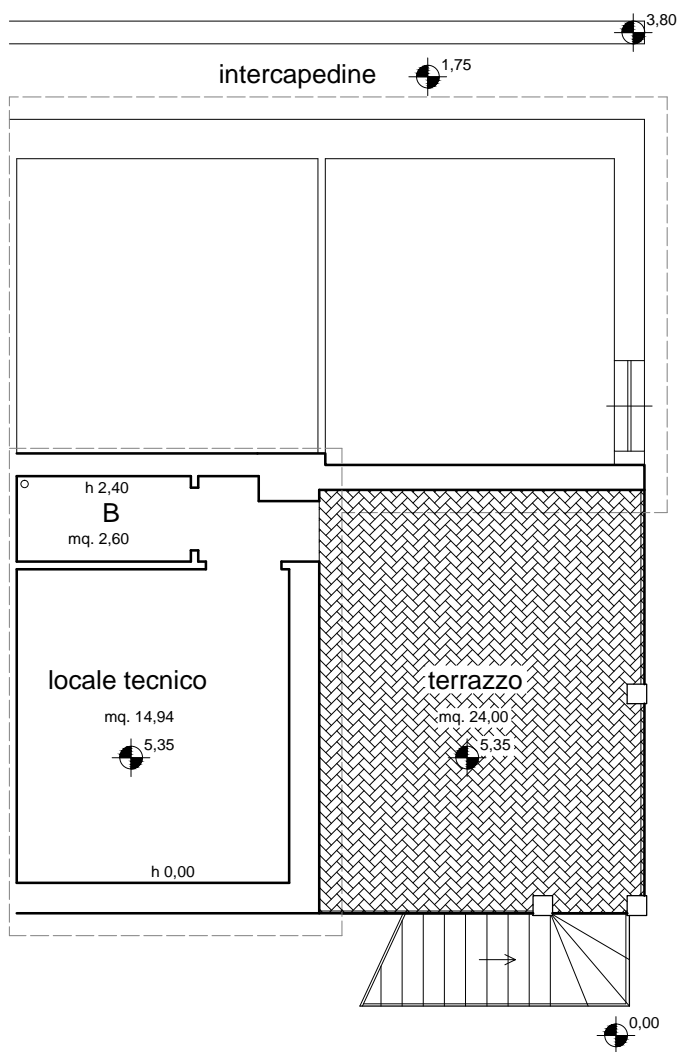 3,80
intercapedine
1,75
h 2,40
B
mq. 2,60
locale tecnico
mq. 14,94
5,35
h 0,00
terrazzo
mq. 24,00
5,35
0,00